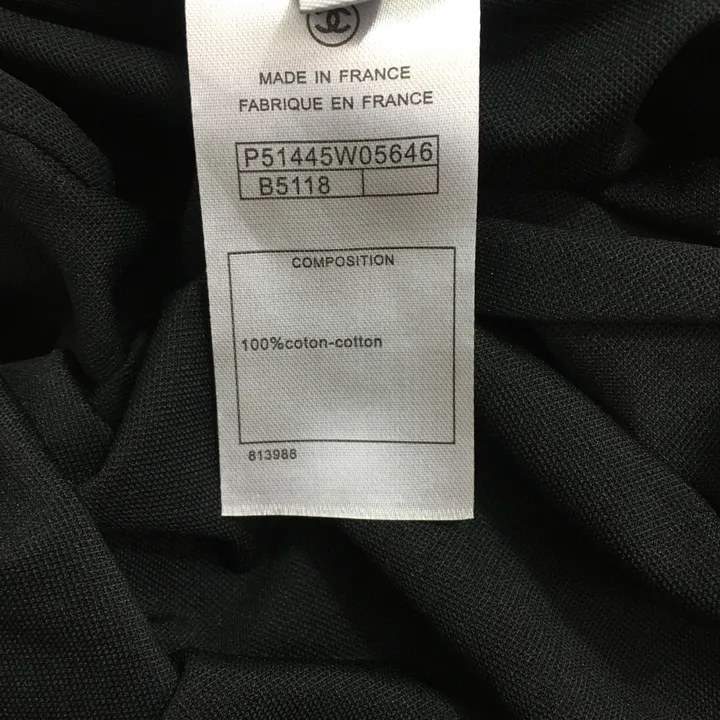 MADE IN FRANCE
FABRIQUE EN FRANCE
P51445W05646
B5118
COMPOSITION
100%coton-cotton
813988